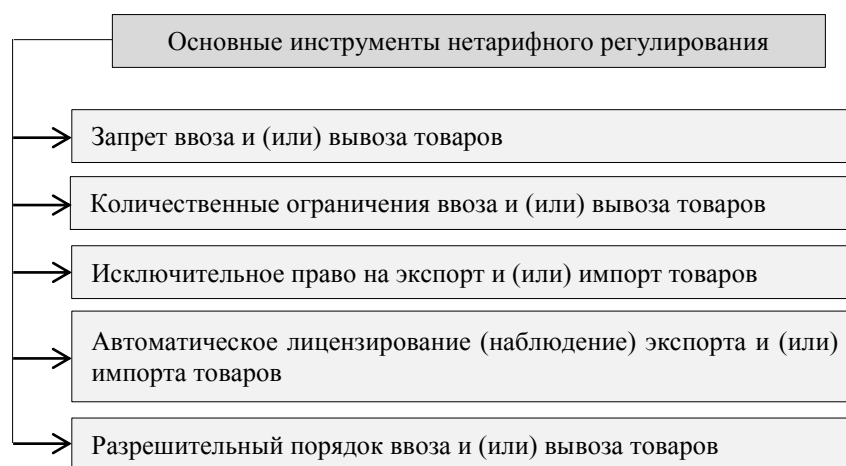 Основные инструменты нетарифного регулирования
Запрет ввоза и (или) вывоза товаров
Количественные ограничения ввоза и (или) вывоза товаров
Исключительное право на экспорт и (или) импорт товаров
Автоматическое лицензирование (наблюдение) экспорта и (или)
импорта товаров
Разрешительный порядок ввоза и (или) вывоза товаров